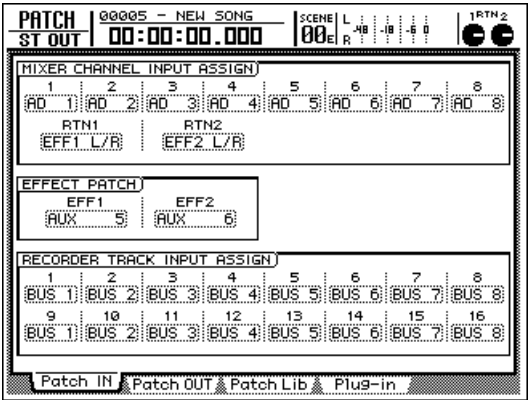 PATCH 00005 - NEW SONG SCENE L 1RTN2
ST OUT 00:00:00.000 00E R -48 -18 -6 0
MIXER CHANNEL INPUT ASSIGN
1 2 3 4 5 6 7 8
AD 1 AD 2 AD 3 AD 4 AD 5 AD 6 AD 7 AD 8
RTN1 RTN2
EFF1 L/R EFF2 L/R
EFFECT PATCH
EFF1 EFF2
AUX 5 AUX 6
RECORDER TRACK INPUT ASSIGN
1 2 3 4 5 6 7 8
BUS 1 BUS 2 BUS 3 BUS 4 BUS 5 BUS 6 BUS 7 BUS 8
9 10 11 12 13 14 15 16
BUS 1 BUS 2 BUS 3 BUS 4 BUS 5 BUS 6 BUS 7 BUS 8
Patch IN Patch OUT Patch Lib Plug-in